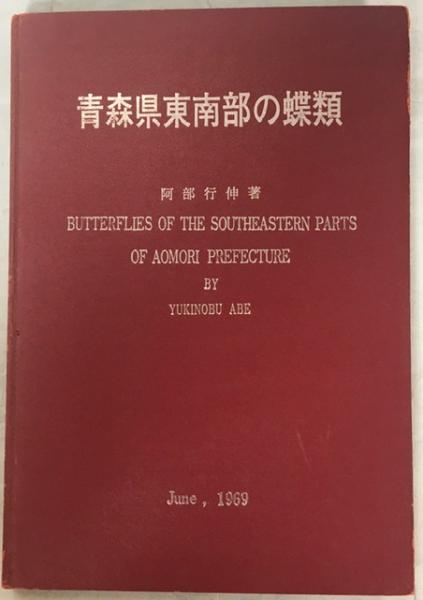 青森県東南部の蝶類
阿部行伸著
BUTTERFLIES OF THE SOUTHEASTERN PARTS
OF AOMORI PREFECTURE
BY
YUKINOBU ABE
June, 1969